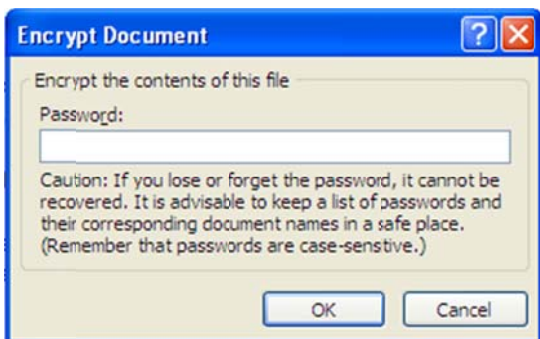 Encrypt Document
Encrypt the contents of this file
Password:
Caution: If you lose or forget the password, it cannot be
recovered. It is advisable to keep a list of passwords and
their corresponding document names in a safe place.
(Remember that passwords are case-senstive.)
OK Cancel